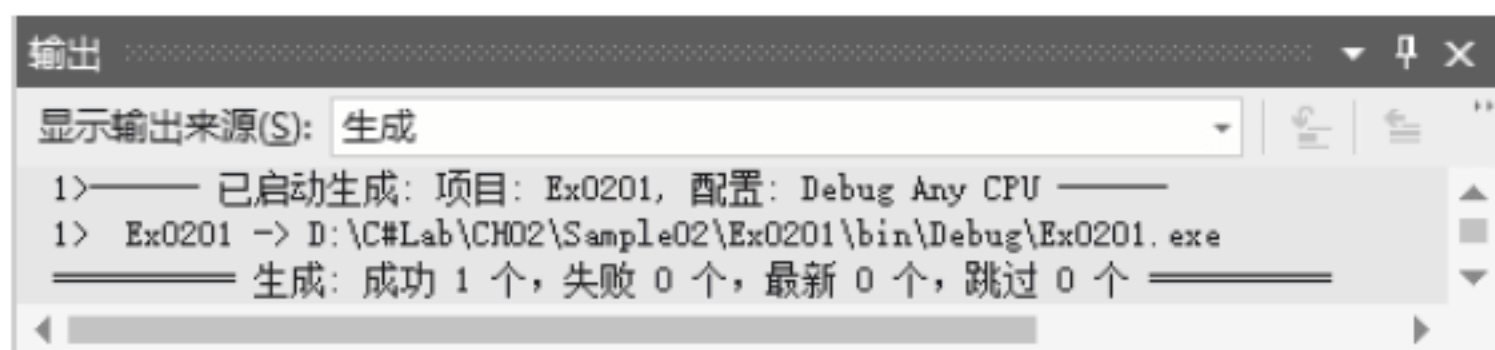 输出
显示输出来源(S): 生成
1>—— 已启动生成: 项目: Ex0201, 配置: Debug Any CPU ——
1> Ex0201 -> D:\C#Lab\CH02\Sample02\Ex0201\bin\Debug\Ex0201.exe
===== 生成: 成功 1 个，失败 0 个，最新 0 个，跳过 0 个 =====